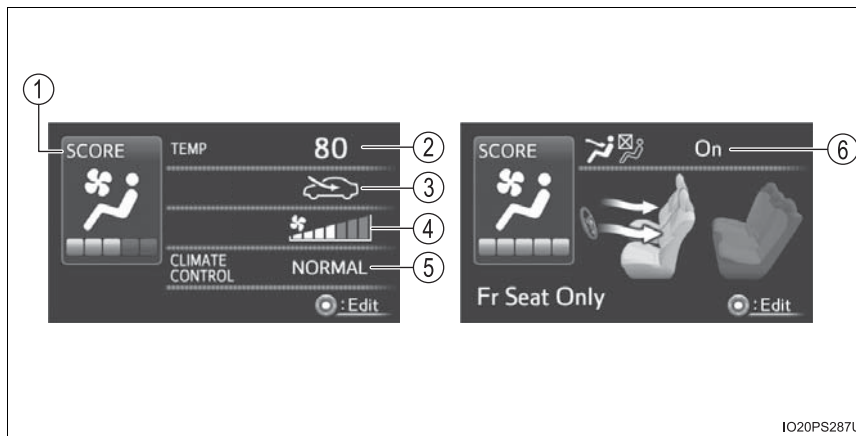 1
SCORE
TEMP
80
2
3
4
CLIMATE
CONTROL
NORMAL
5
:Edit
SCORE
On
6
Fr Seat Only
:Edit
IO20PS287U